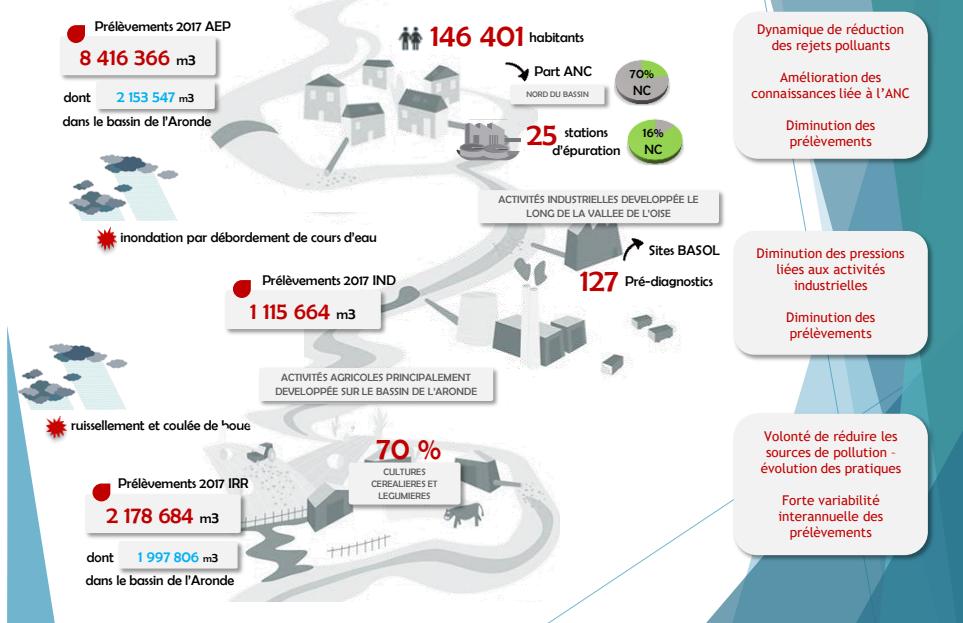 Prélèvements 2017 AEP
8 416 366 m3
dont 2 153 547 m3
dans le bassin de l'Aronde
146 401 habitants
Part ANC
NORD DU BASSIN
70%
NC
25 stations
d'épuration
16%
NC
Dynamique de réduction
des rejets polluants
Amélioration des
connaissances liée à l'ANC
Diminution des
prélèvements
inondation par débordement de cours d'eau
ACTIVITÉS INDUSTRIELLES DEVELOPPÉE LE
LONG DE LA VALLEE DE L'OISE
Sites BASOL
127 Pré-diagnostics
Prélèvements 2017 IND
1 115 664 m3
Diminution des pressions
liées aux activités
industrielles
Diminution des
prélèvements
ACTIVITÉS AGRICOLES PRINCIPALEMENT
DEVELOPPÉE SUR LE BASSIN DE L'ARONDE
ruissellement et coulée de boue
70 %
CULTURES
CEREALIERES ET
LEGUMIERES
Prélèvements 2017 IRR
2 178 684 m3
dont 1 997 806 m3
dans le bassin de l'Aronde
Volonté de réduire les
sources de pollution –
évolution des pratiques
Forte variabilité
interannuelle des
prélèvements